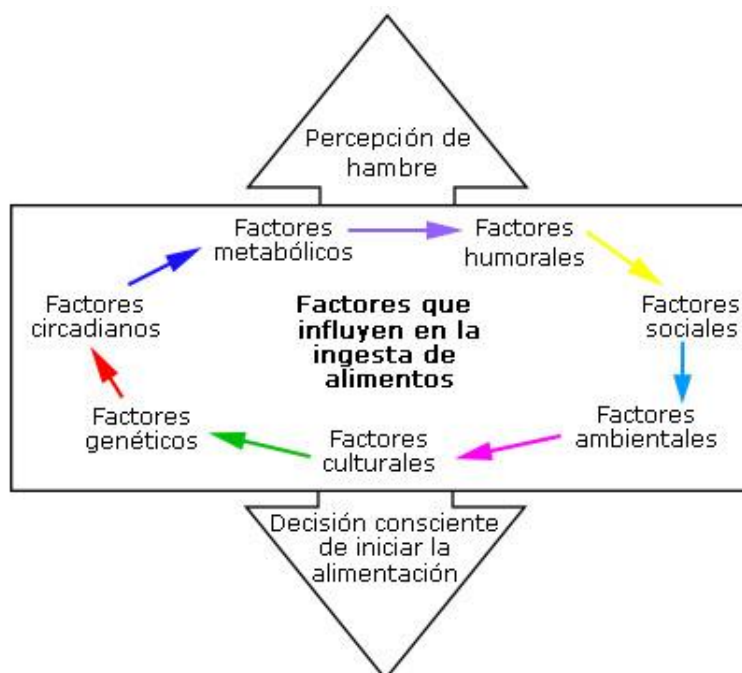 Percepción de
hambre
Factores
metabólicos
Factores
humorales
Factores
circadianos
Factores que
influyen en la
ingesta de
alimentos
Factores
sociales
Factores
genéticos
Factores
culturales
Factores
ambientales
Decisión consciente
de iniciar la
alimentación